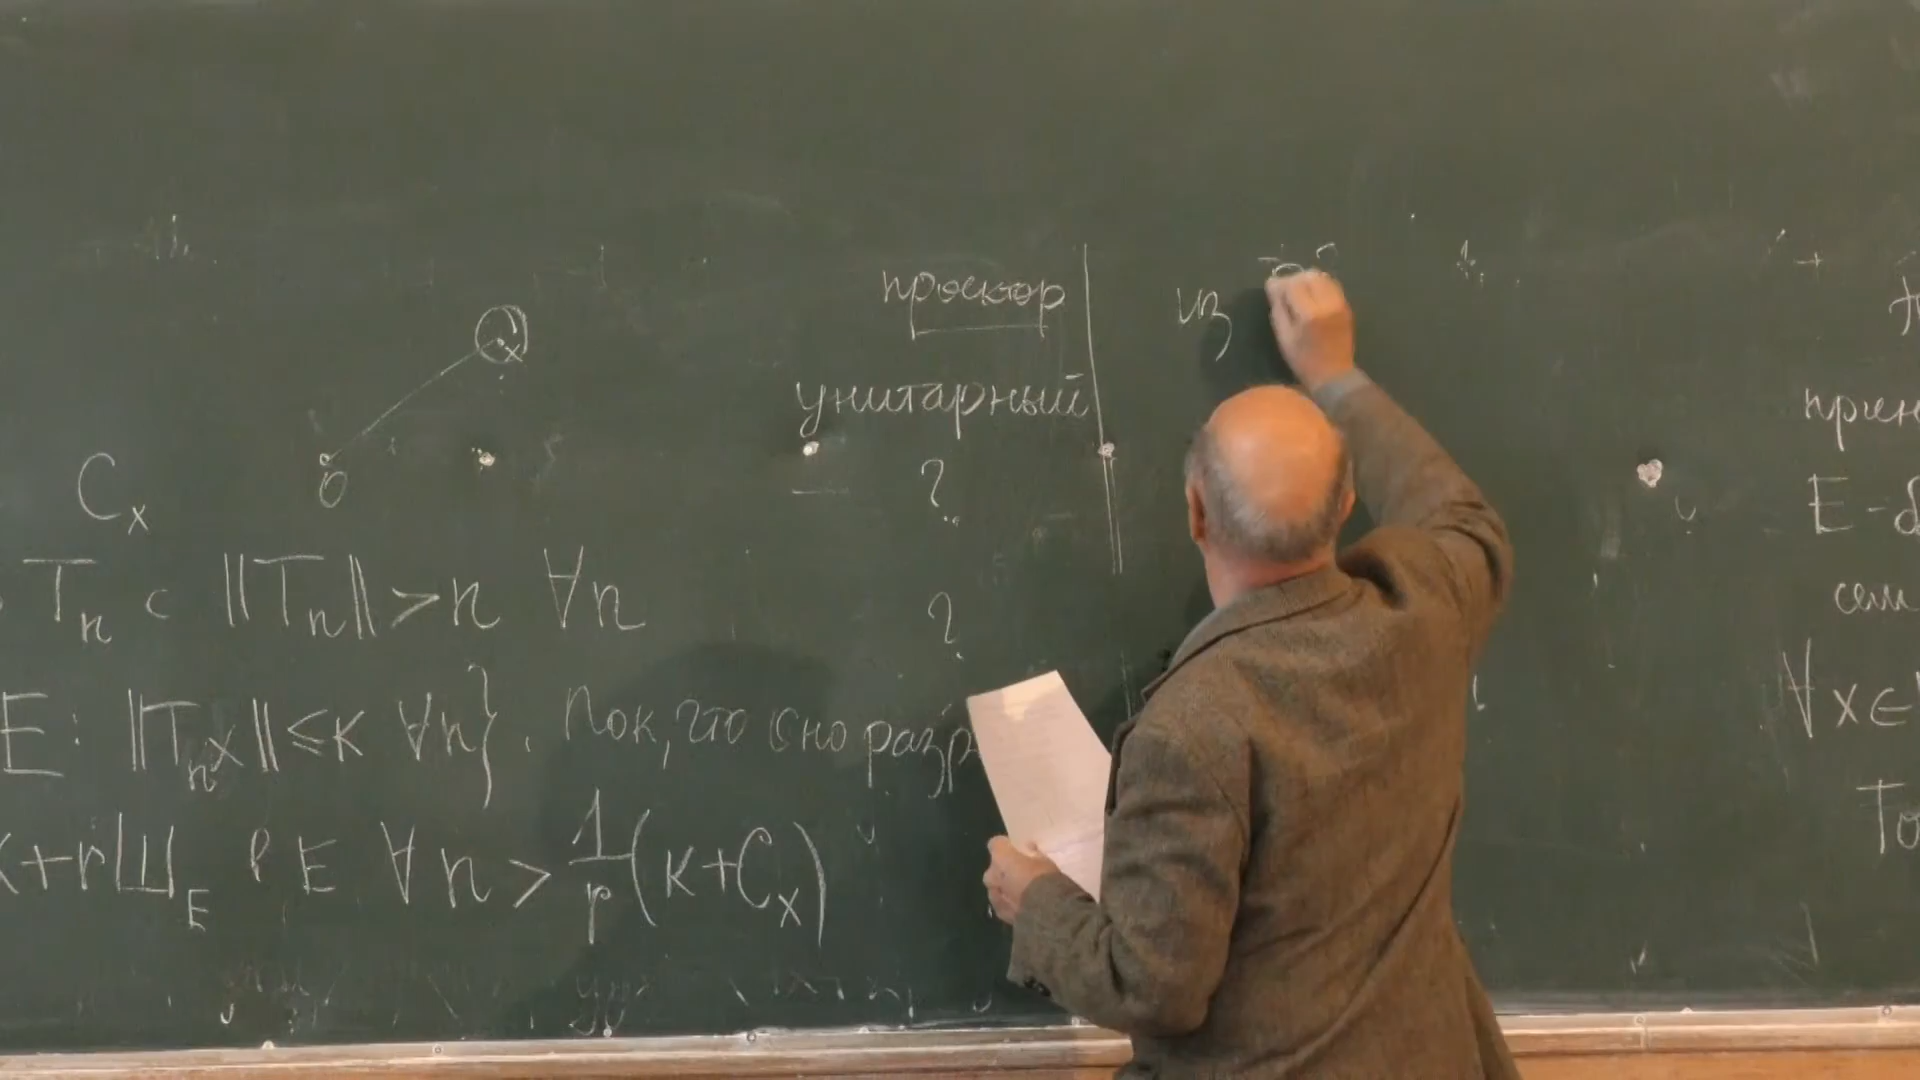 x
O
C_x
T_n с ||T_n|| > n ∀n
E: ||T_n x|| ≤ K ∀n}. Пок, что оно разр
x+rШ_E в E ∀n > 1/r (K+C_x)
проектор
унитарный
?
?
из
E -
∀x∈
То